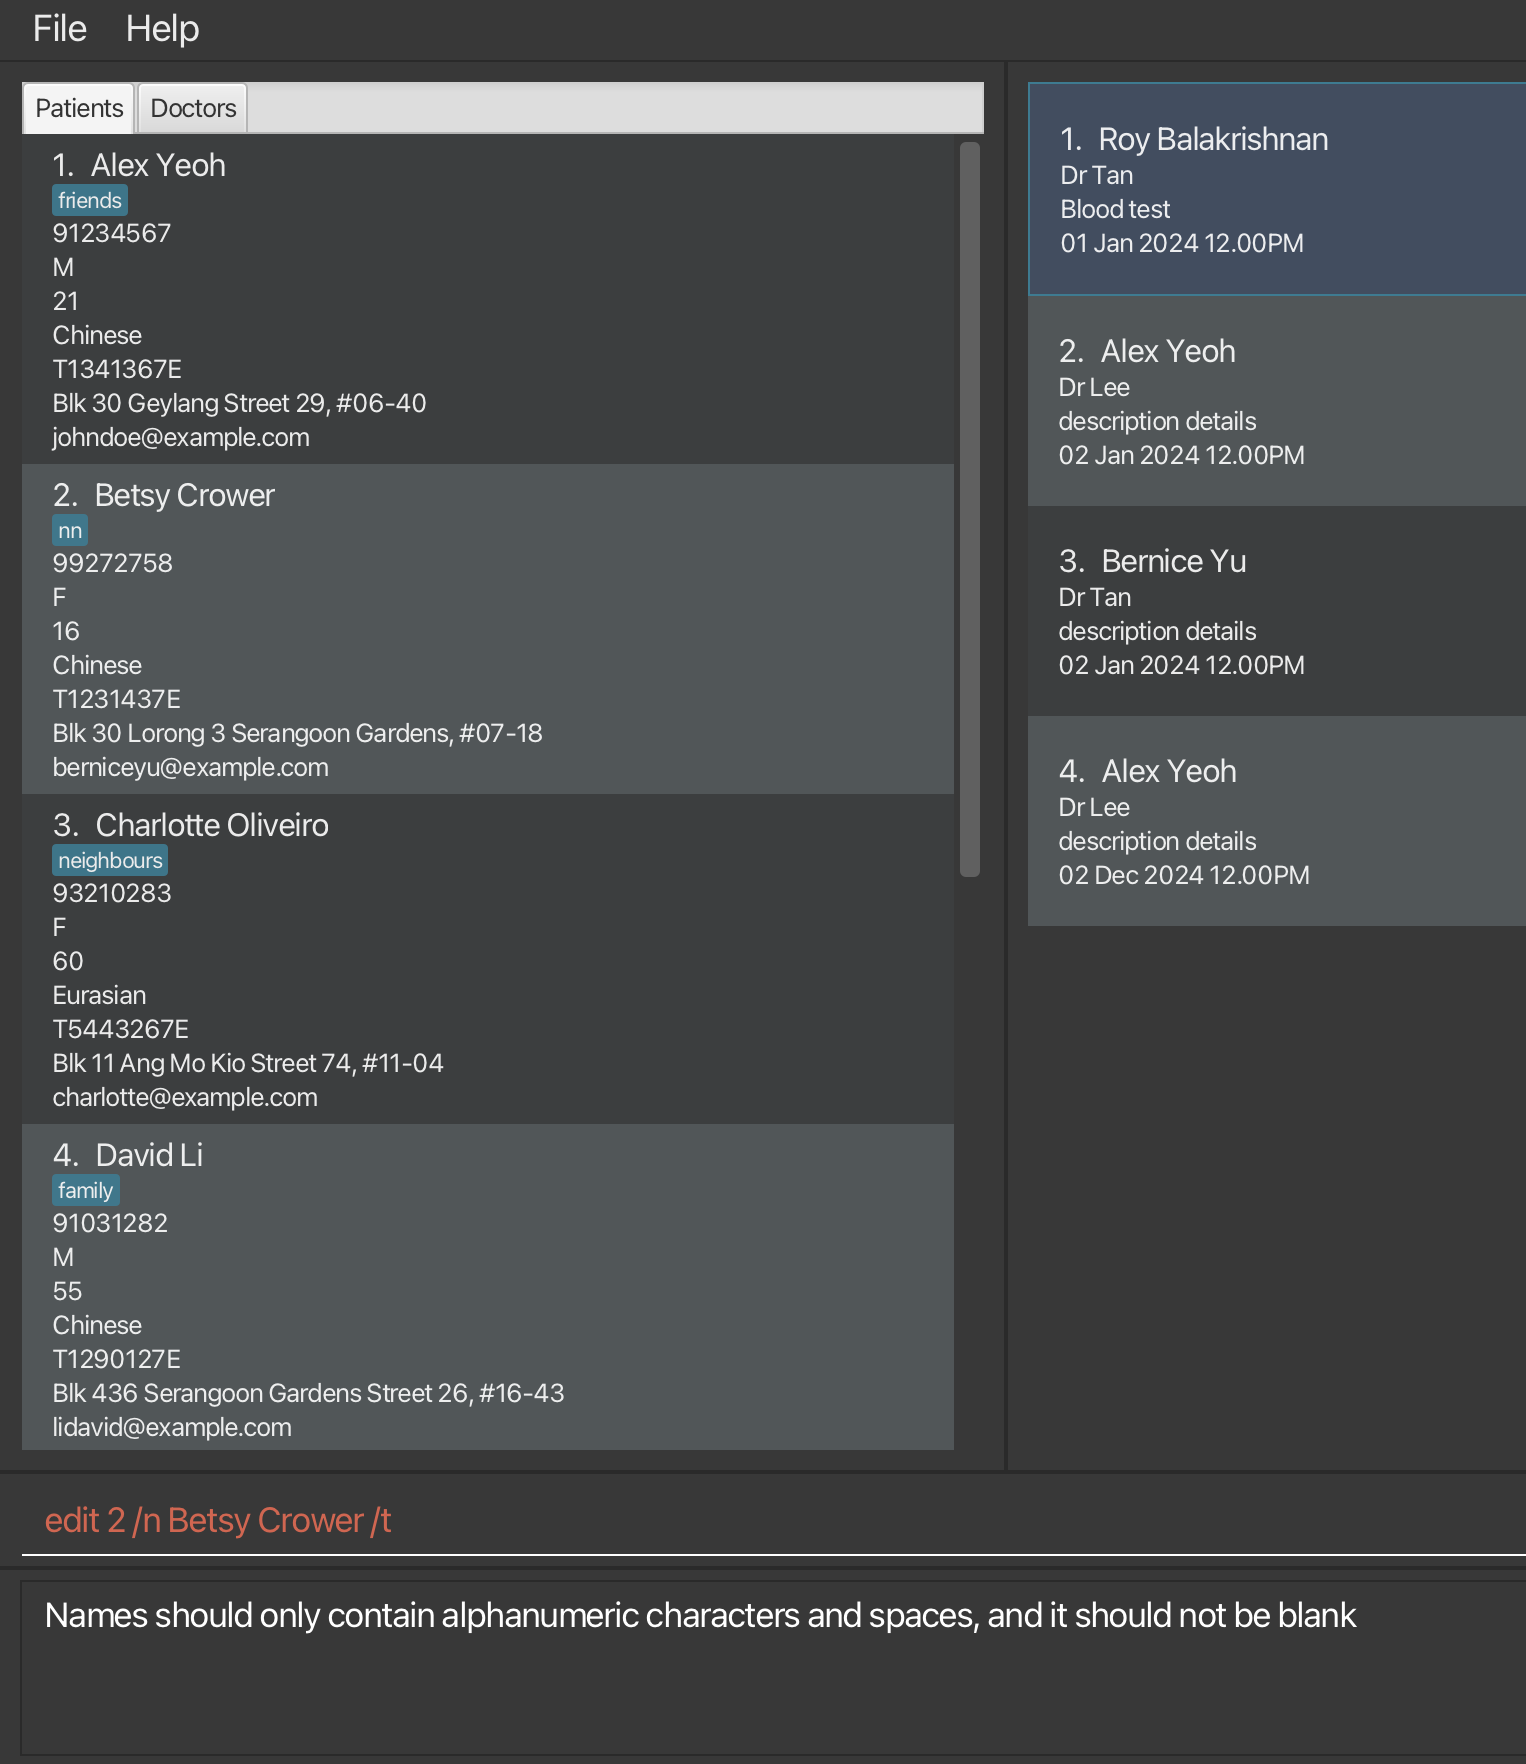 File Help
Patients Doctors
1. Alex Yeoh
friends
91234567
M
21
Chinese
T1341367E
Blk 30 Geylang Street 29, #06-40
johndoe@example.com
2. Betsy Crower
nn
99272758
F
16
Chinese
T1231437E
Blk 30 Lorong 3 Serangoon Gardens, #07-18
berniceyu@example.com
3. Charlotte Oliveiro
neighbours
93210283
F
60
Eurasian
T5443267E
Blk 11 Ang Mo Kio Street 74, #11-04
charlotte@example.com
4. David Li
family
91031282
M
55
Chinese
T1290127E
Blk 436 Serangoon Gardens Street 26, #16-43
lidavid@example.com
1. Roy Balakrishnan
Dr Tan
Blood test
01 Jan 2024 12.00PM
2. Alex Yeoh
Dr Lee
description details
02 Jan 2024 12.00PM
3. Bernice Yu
Dr Tan
description details
02 Jan 2024 12.00PM
4. Alex Yeoh
Dr Lee
description details
02 Dec 2024 12.00PM
edit 2 /n Betsy Crower /t
Names should only contain alphanumeric characters and spaces, and it should not be blank